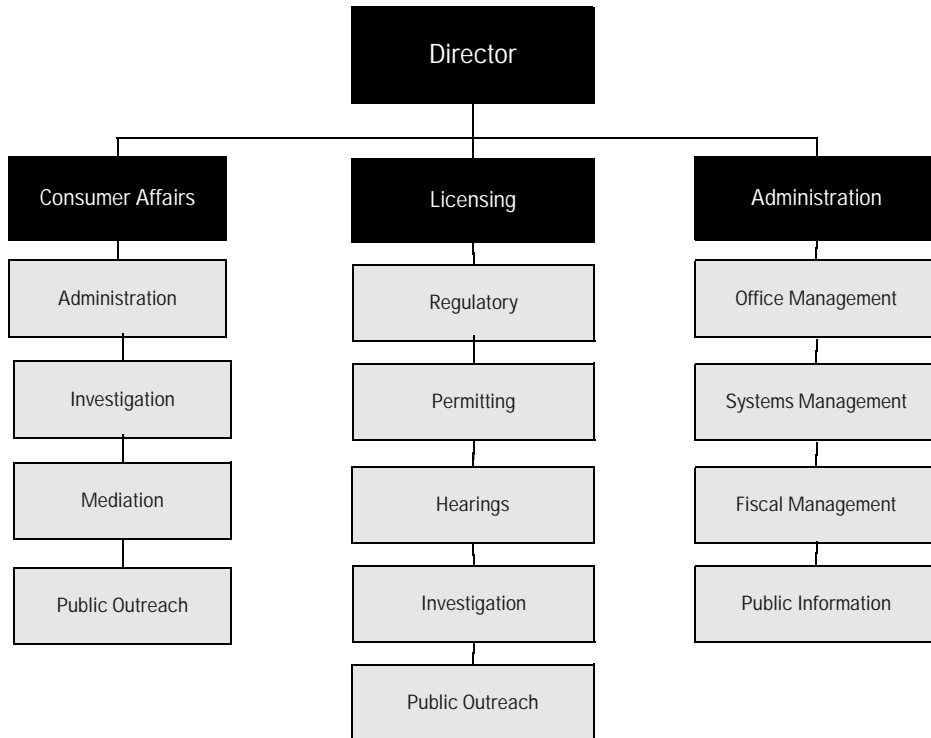 Director
Consumer Affairs
Licensing
Administration
Administration
Investigation
Mediation
Public Outreach
Regulatory
Permitting
Hearings
Investigation
Public Outreach
Office Management
Systems Management
Fiscal Management
Public Information